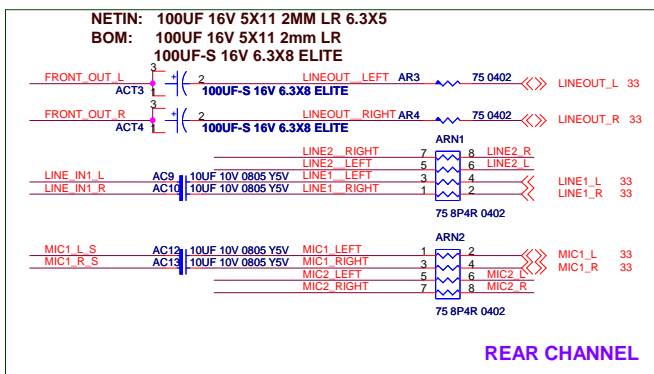 NETIN: 100UF 16V 5X11 2MM LR 6.3X5
BOM: 100UF 16V 5X11 2mm LR
100UF-S 16V 6.3X8 ELITE
FRONT_OUT_L 3 1 ACT3 + 2 100UF-S 16V 6.3X8 ELITE LINEOUT__LEFT AR3 75 0402 LINEOUT_L 33
FRONT_OUT_R 3 1 ACT4 + 2 100UF-S 16V 6.3X8 ELITE LINEOUT__RIGHT AR4 75 0402 LINEOUT_R 33
ARN1
LINE2__RIGHT 7 8 LINE2_R
LINE2__LEFT 5 6 LINE2_L
LINE_IN1_L AC9 10UF 10V 0805 Y5V LINE1__LEFT 3 4 LINE1_L 33
LINE_IN1_R AC10 10UF 10V 0805 Y5V LINE1__RIGHT 1 2 LINE1_R 33
75 8P4R 0402
ARN2
MIC1_L_S AC12 10UF 10V 0805 Y5V MIC1_LEFT 1 2 MIC1_L 33
MIC1_R_S AC13 10UF 10V 0805 Y5V MIC1_RIGHT 3 4 MIC1_R 33
MIC2_LEFT 5 6 MIC2_L
MIC2_RIGHT 7 8 MIC2_R
75 8P4R 0402
REAR CHANNEL